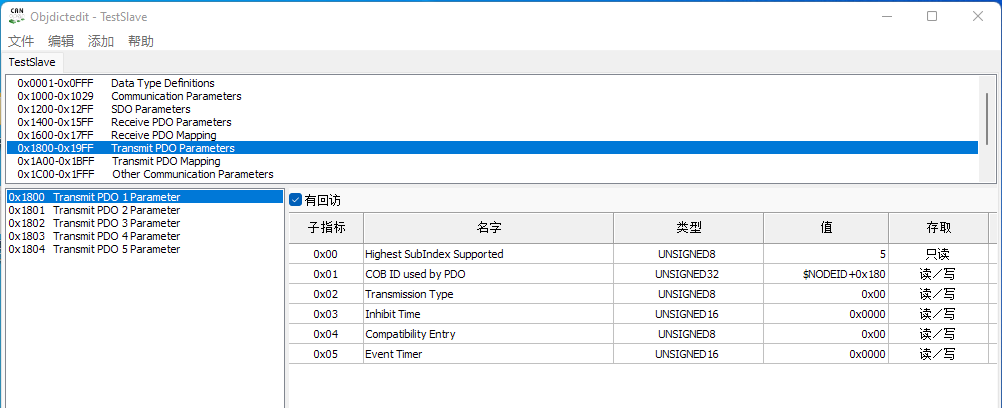 CAN
Objdictedit - TestSlave
文件 编辑 添加 帮助
TestSlave
0x0001-0x0FFF Data Type Definitions
0x1000-0x1029 Communication Parameters
0x1200-0x12FF SDO Parameters
0x1400-0x15FF Receive PDO Parameters
0x1600-0x17FF Receive PDO Mapping
0x1800-0x19FF Transmit PDO Parameters
0x1A00-0x1BFF Transmit PDO Mapping
0x1C00-0x1FFF Other Communication Parameters
0x1800 Transmit PDO 1 Parameter
0x1801 Transmit PDO 2 Parameter
0x1802 Transmit PDO 3 Parameter
0x1803 Transmit PDO 4 Parameter
0x1804 Transmit PDO 5 Parameter
有回访
子指标 名字 类型 值 存取
0x00 Highest SubIndex Supported UNSIGNED8 5 只读
0x01 COB ID used by PDO UNSIGNED32 $NODEID+0x180 读/写
0x02 Transmission Type UNSIGNED8 0x00 读/写
0x03 Inhibit Time UNSIGNED16 0x0000 读/写
0x04 Compatibility Entry UNSIGNED8 0x00 读/写
0x05 Event Timer UNSIGNED16 0x0000 读/写